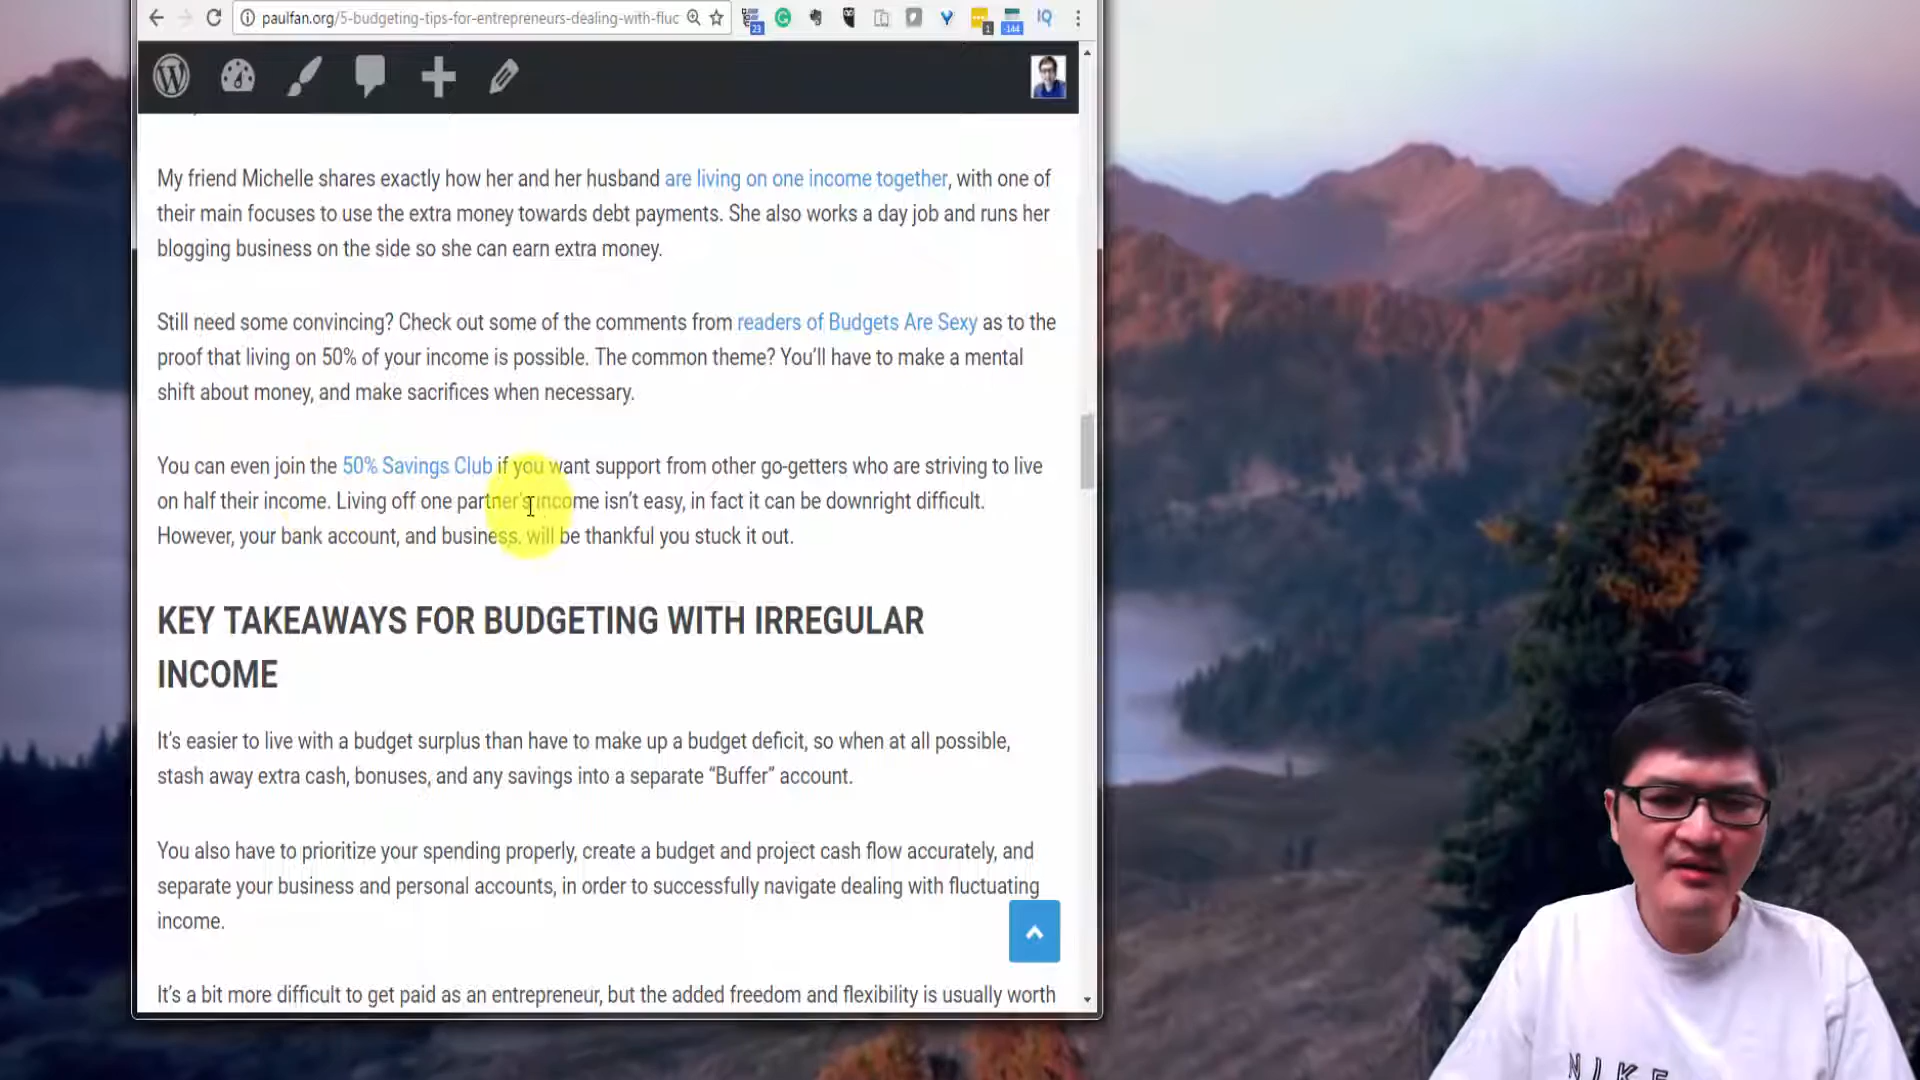 paulfan.org/5-budgeting-tips-for-entrepreneurs-dealing-with-fluc
23
1
-144
IQ
My friend Michelle shares exactly how her and her husband are living on one income together, with one of
their main focuses to use the extra money towards debt payments. She also works a day job and runs her
blogging business on the side so she can earn extra money.
Still need some convincing? Check out some of the comments from readers of Budgets Are Sexy as to the
proof that living on 50% of your income is possible. The common theme? You'll have to make a mental
shift about money, and make sacrifices when necessary.
You can even join the 50% Savings Club if you want support from other go-getters who are striving to live
on half their income. Living off one partner's income isn't easy, in fact it can be downright difficult.
However, your bank account, and business, will be thankful you stuck it out.
KEY TAKEAWAYS FOR BUDGETING WITH IRREGULAR
INCOME
It's easier to live with a budget surplus than have to make up a budget deficit, so when at all possible,
stash away extra cash, bonuses, and any savings into a separate “Buffer” account.
You also have to prioritize your spending properly, create a budget and project cash flow accurately, and
separate your business and personal accounts, in order to successfully navigate dealing with fluctuating
income.
It's a bit more difficult to get paid as an entrepreneur, but the added freedom and flexibility is usually worth
NIKE